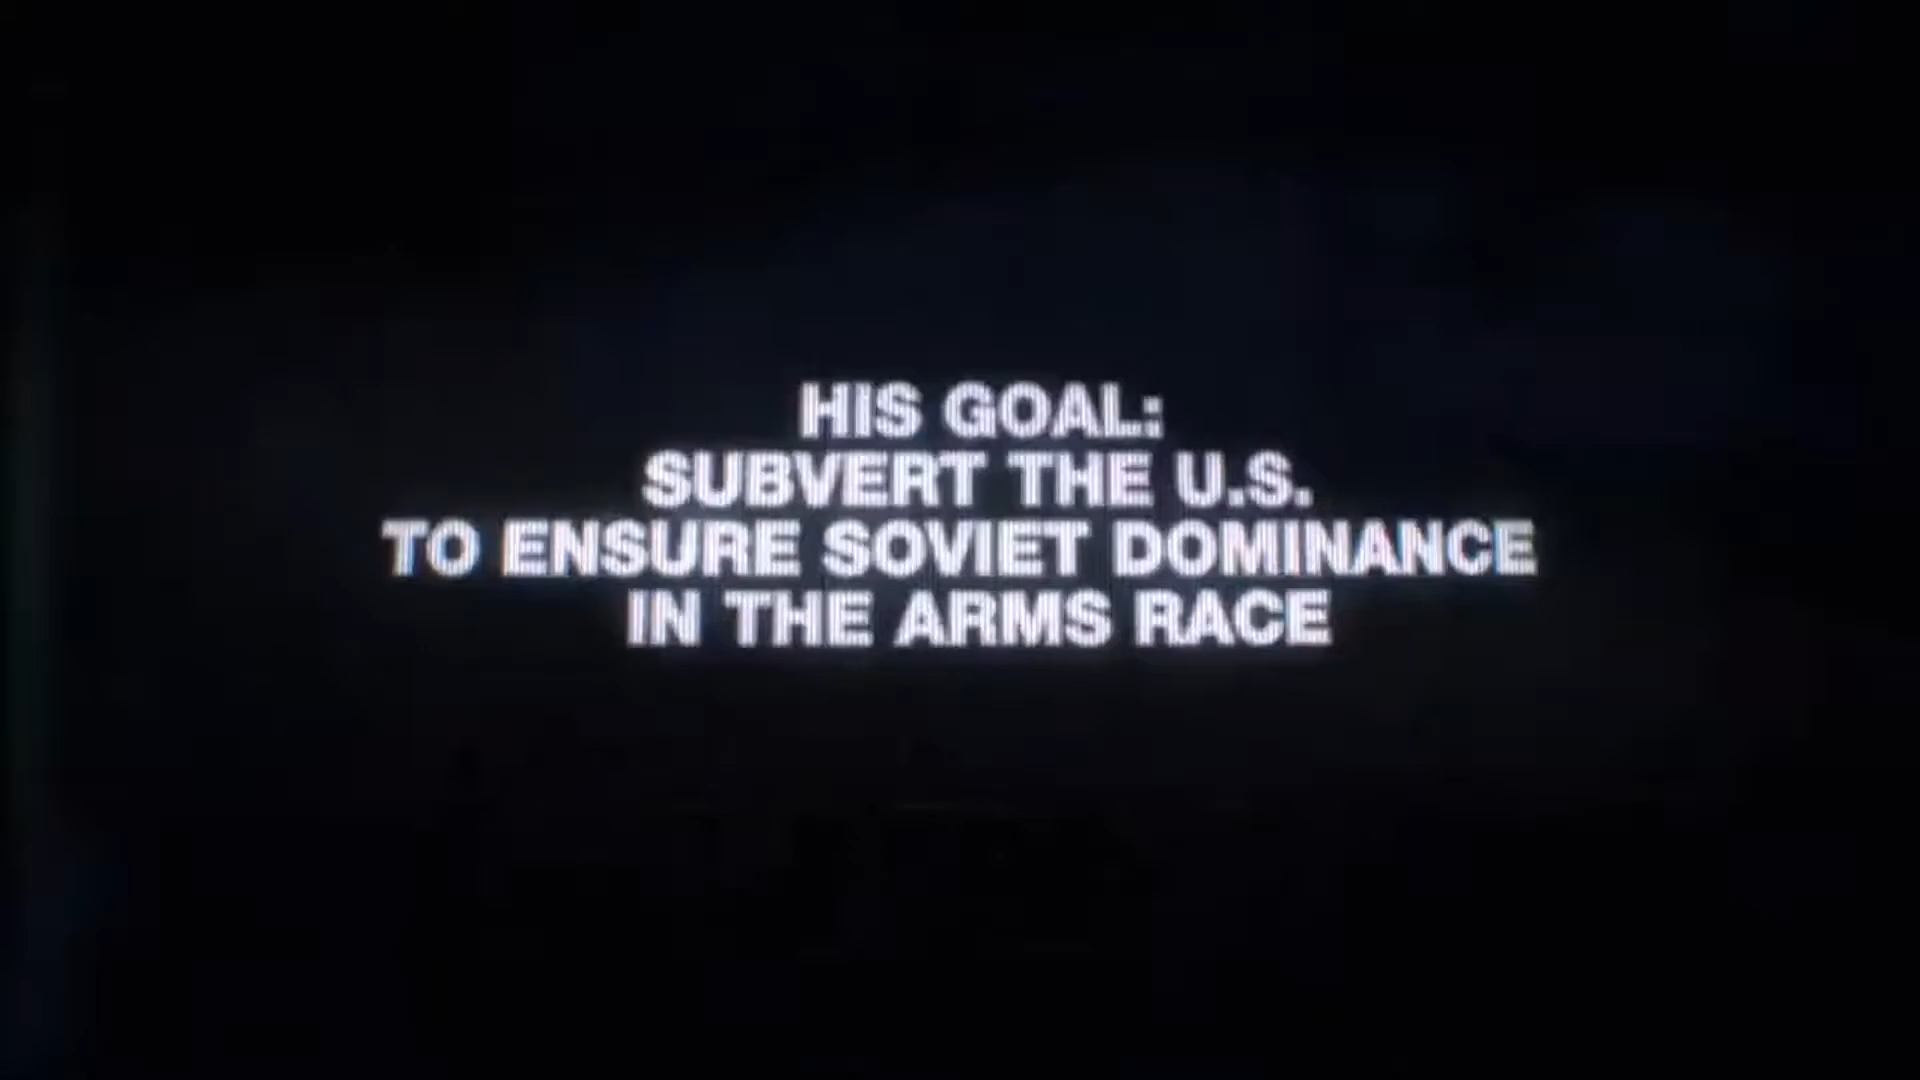 HIS GOAL:
SUBVERT THE U.S.
TO ENSURE SOVIET DOMINANCE
IN THE ARMS RACE